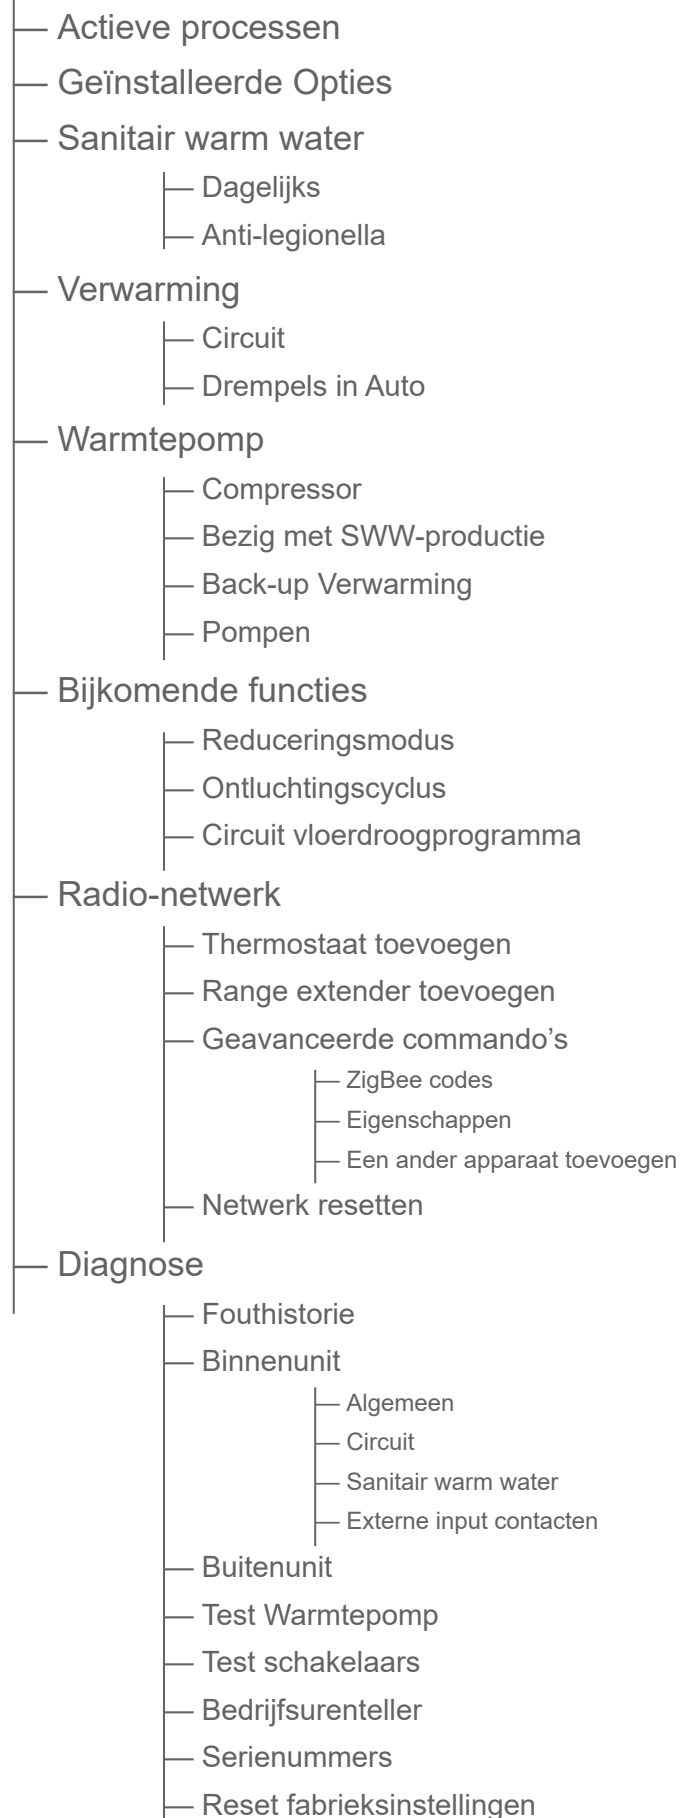 Actieve processen
Geïnstalleerde Opties
Sanitair warm water
Dagelijks
Anti-legionella
Verwarming
Circuit
Drempels in Auto
Warmtepomp
Compressor
Bezig met SWW-productie
Back-up Verwarming
Pompen
Bijkomende functies
Reduceringsmodus
Ontluchtingscyclus
Circuit vloerdroogprogramma
Radio-netwerk
Thermostaat toevoegen
Range extender toevoegen
Geavanceerde commando’s
ZigBee codes
Eigenschappen
Een ander apparaat toevoegen
Netwerk resetten
Diagnose
Fouthistorie
Binnenunit
Algemeen
Circuit
Sanitair warm water
Externe input contacten
Buitenunit
Test Warmtepomp
Test schakelaars
Bedrijfsurenteller
Serienummers
Reset fabrieksinstellingen